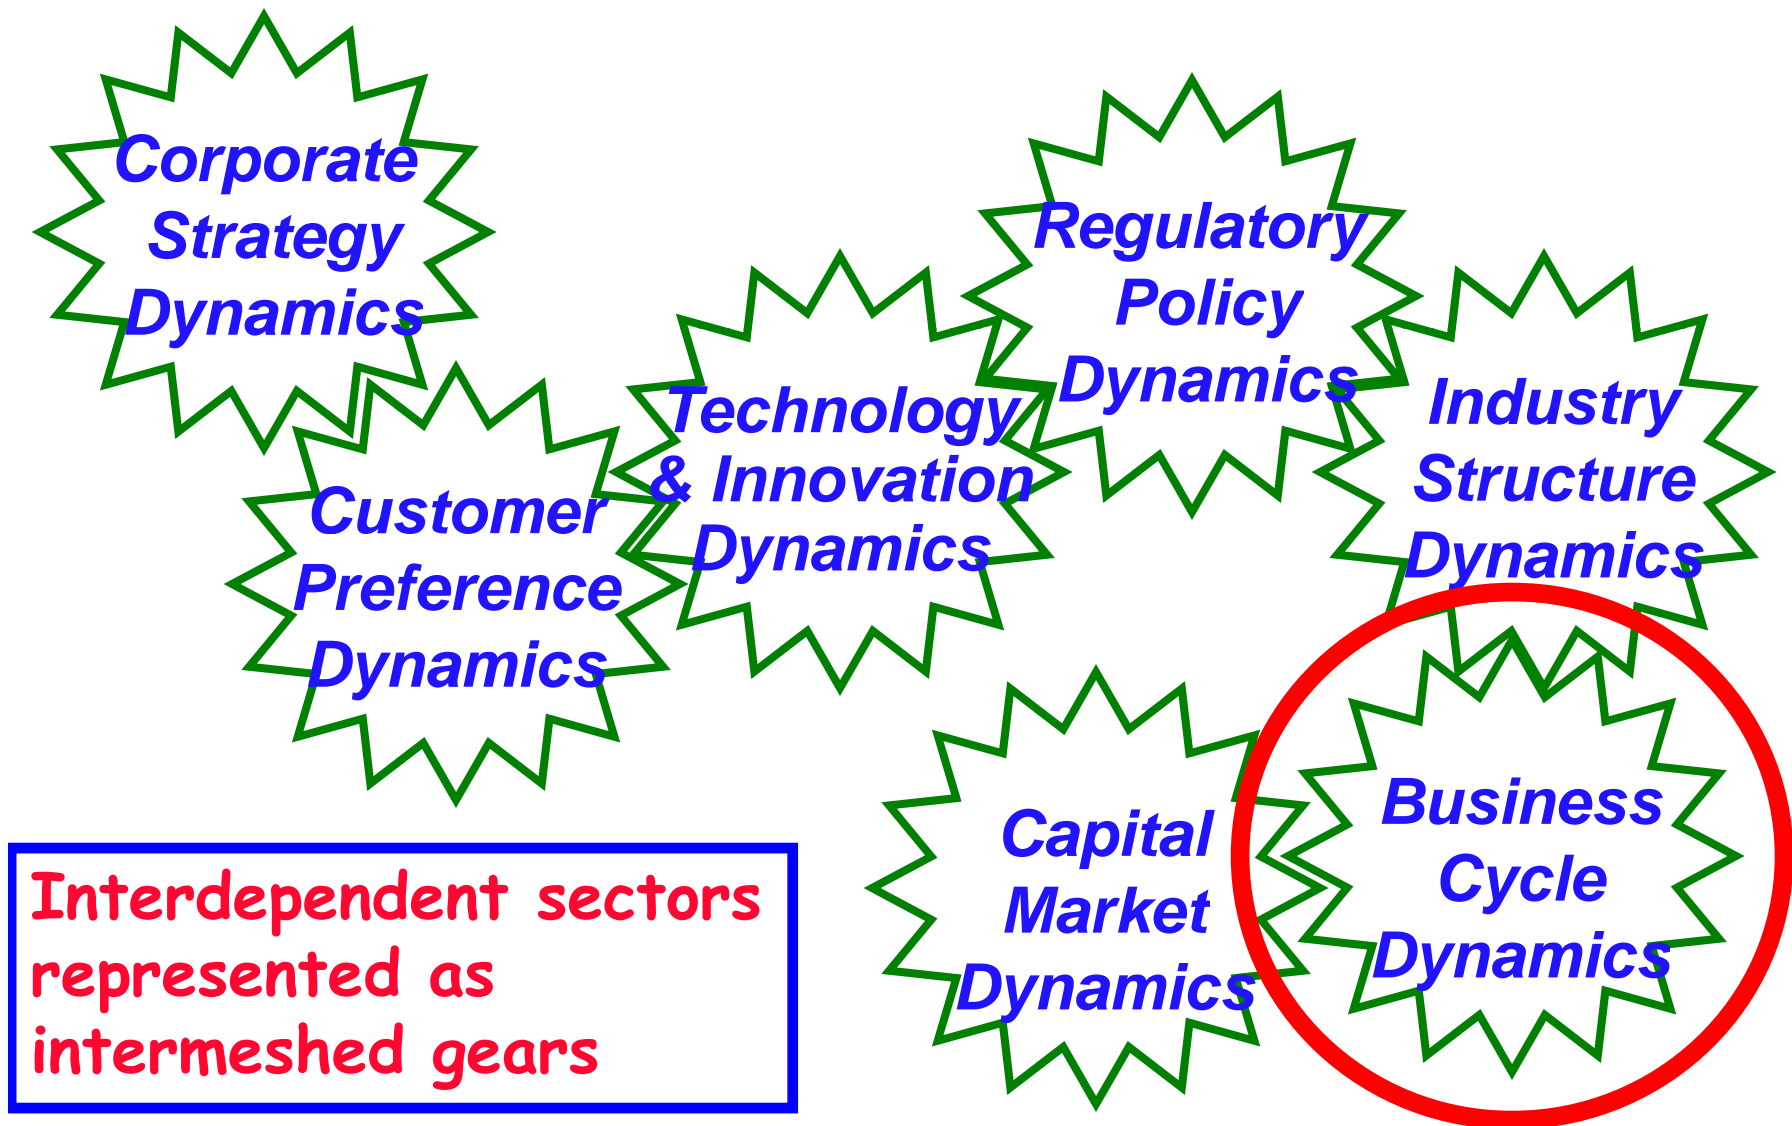 Corporate
Strategy
Dynamics
Customer
Preference
Dynamics
Technology
& Innovation
Dynamics
Regulatory
Policy
Dynamics
Industry
Structure
Dynamics
Capital
Market
Dynamics
Business
Cycle
Dynamics
Interdependent sectors
represented as
intermeshed gears